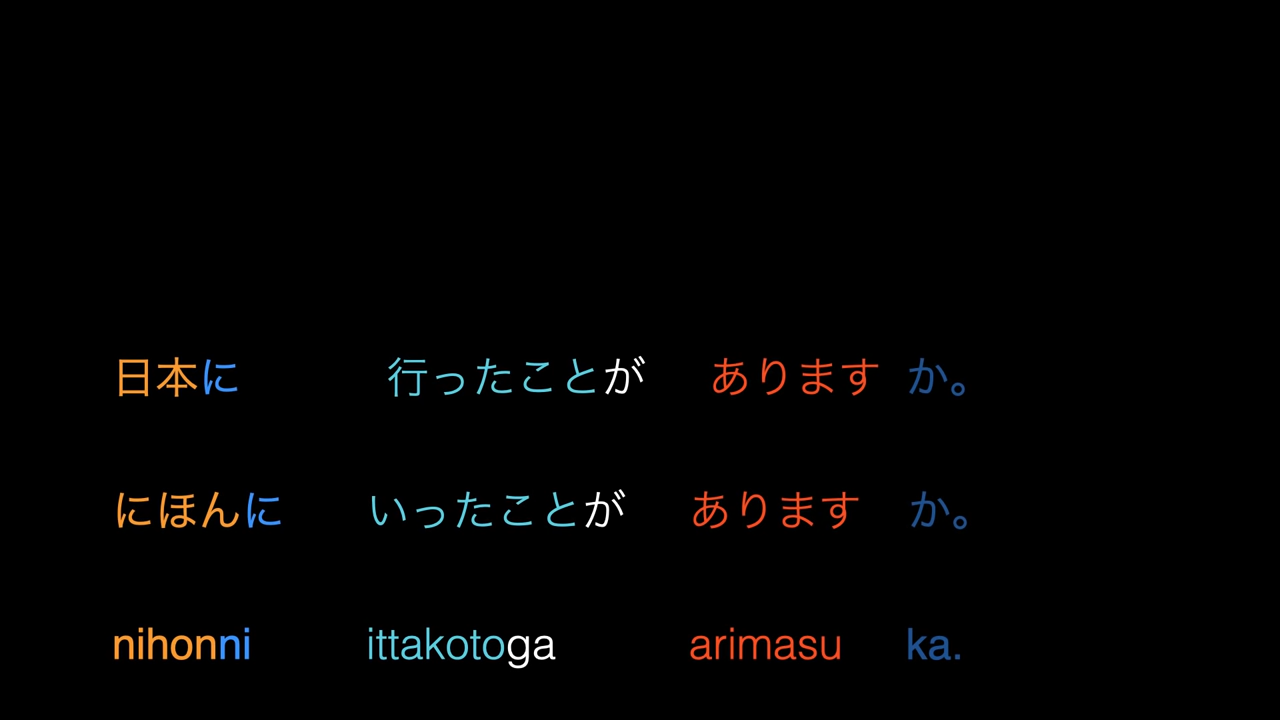 日本に 行ったことが あります か。
にほんに いったことが あります か。
nihonni ittakotoga arimasu ka.